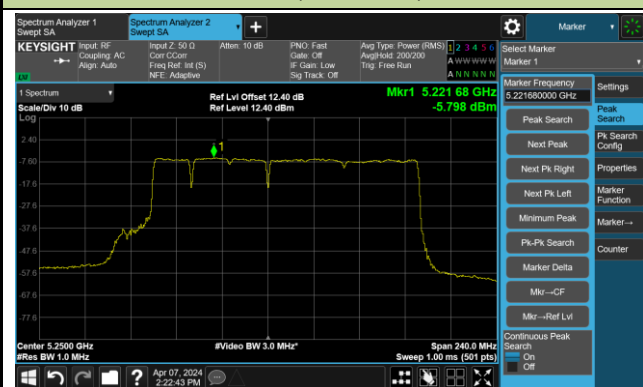 Spectrum Analyzer 1
Swept SA
Spectrum Analyzer 2
Swept SA
Marker
KEYSIGHT
Input: RF
Coupling: AC
Align: Auto
Input Z: 50 Ω
Corr CCorr
Freq Ref: Int (S)
NFE: Adaptive
Atten: 10 dB
PNO: Fast
Gate: Off
IF Gain: Low
Sig Track: Off
Avg Type: Power (RMS)
Avg|Hold: 200/200
Trig: Free Run
1 2 3 4 5 6
A W W W W W
A N N N N N
LXI
Select Marker
Marker 1
1 Spectrum
Scale/Div 10 dB
Log
Ref Lvl Offset 12.40 dB
Ref Level 12.40 dBm
Mkr1 5.221 68 GHz
-5.798 dBm
1
2.40
-7.60
-17.6
-27.6
-37.6
-47.6
-57.6
-67.6
-77.6
Center 5.2500 GHz
#Res BW 1.0 MHz
#Video BW 3.0 MHz*
Span 240.0 MHz
Sweep 1.00 ms (501 pts)
Marker Frequency
5.221680000 GHz
Peak Search
Next Peak
Next Pk Right
Next Pk Left
Minimum Peak
Pk-Pk Search
Marker Delta
Mkr→CF
Mkr→Ref Lvl
Continuous Peak
Search
On
Off
Settings
Peak
Search
Pk Search
Config
Properties
Marker
Function
Marker→
Counter
?
Apr 07, 2024
2:22:43 PM